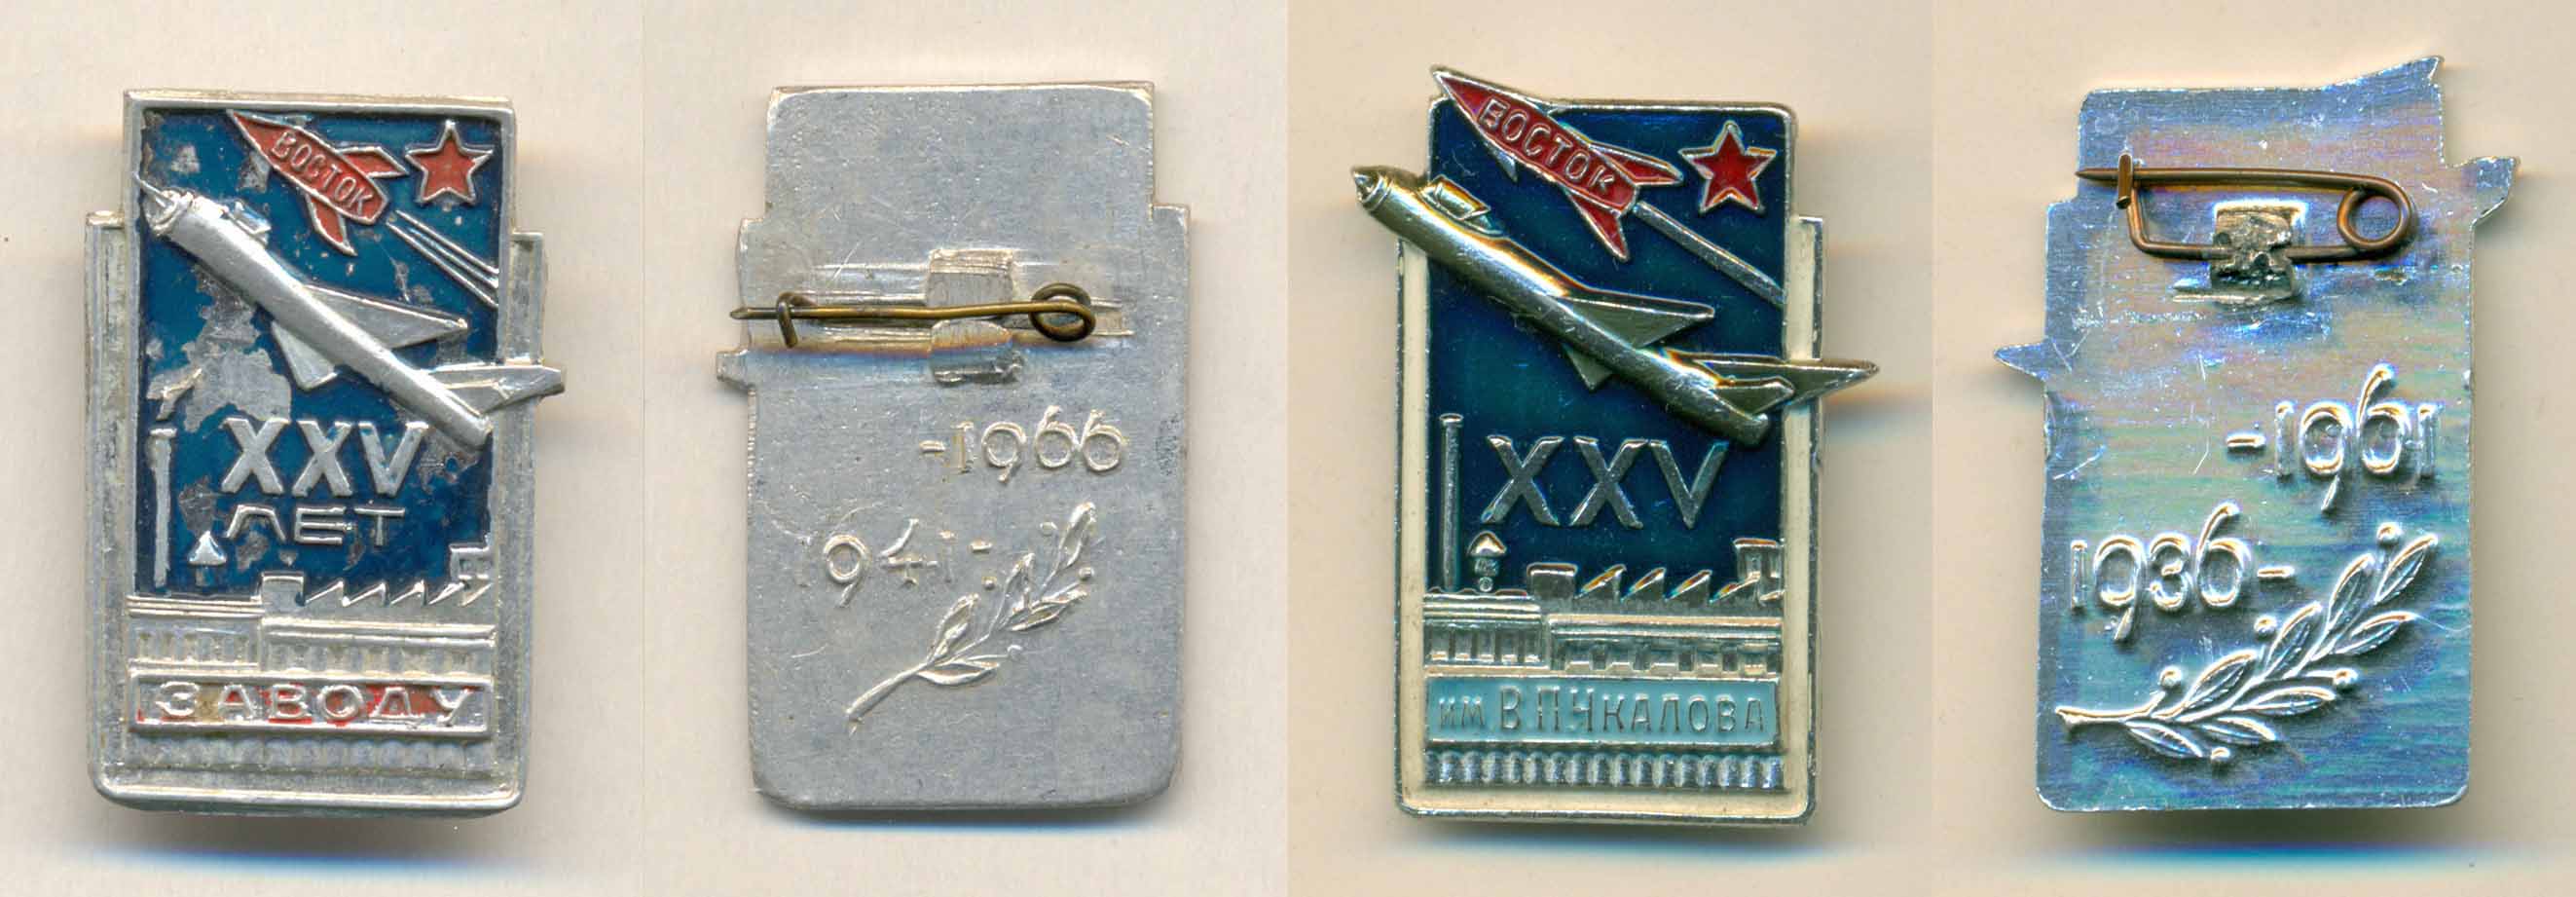 ВОСТОК
XXV
ЛЕТ
ЗАВОДУ
-1966
1941-
ВОСТОК
XXV
ИМ В П ЧКАЛОВА
-1961
1936-